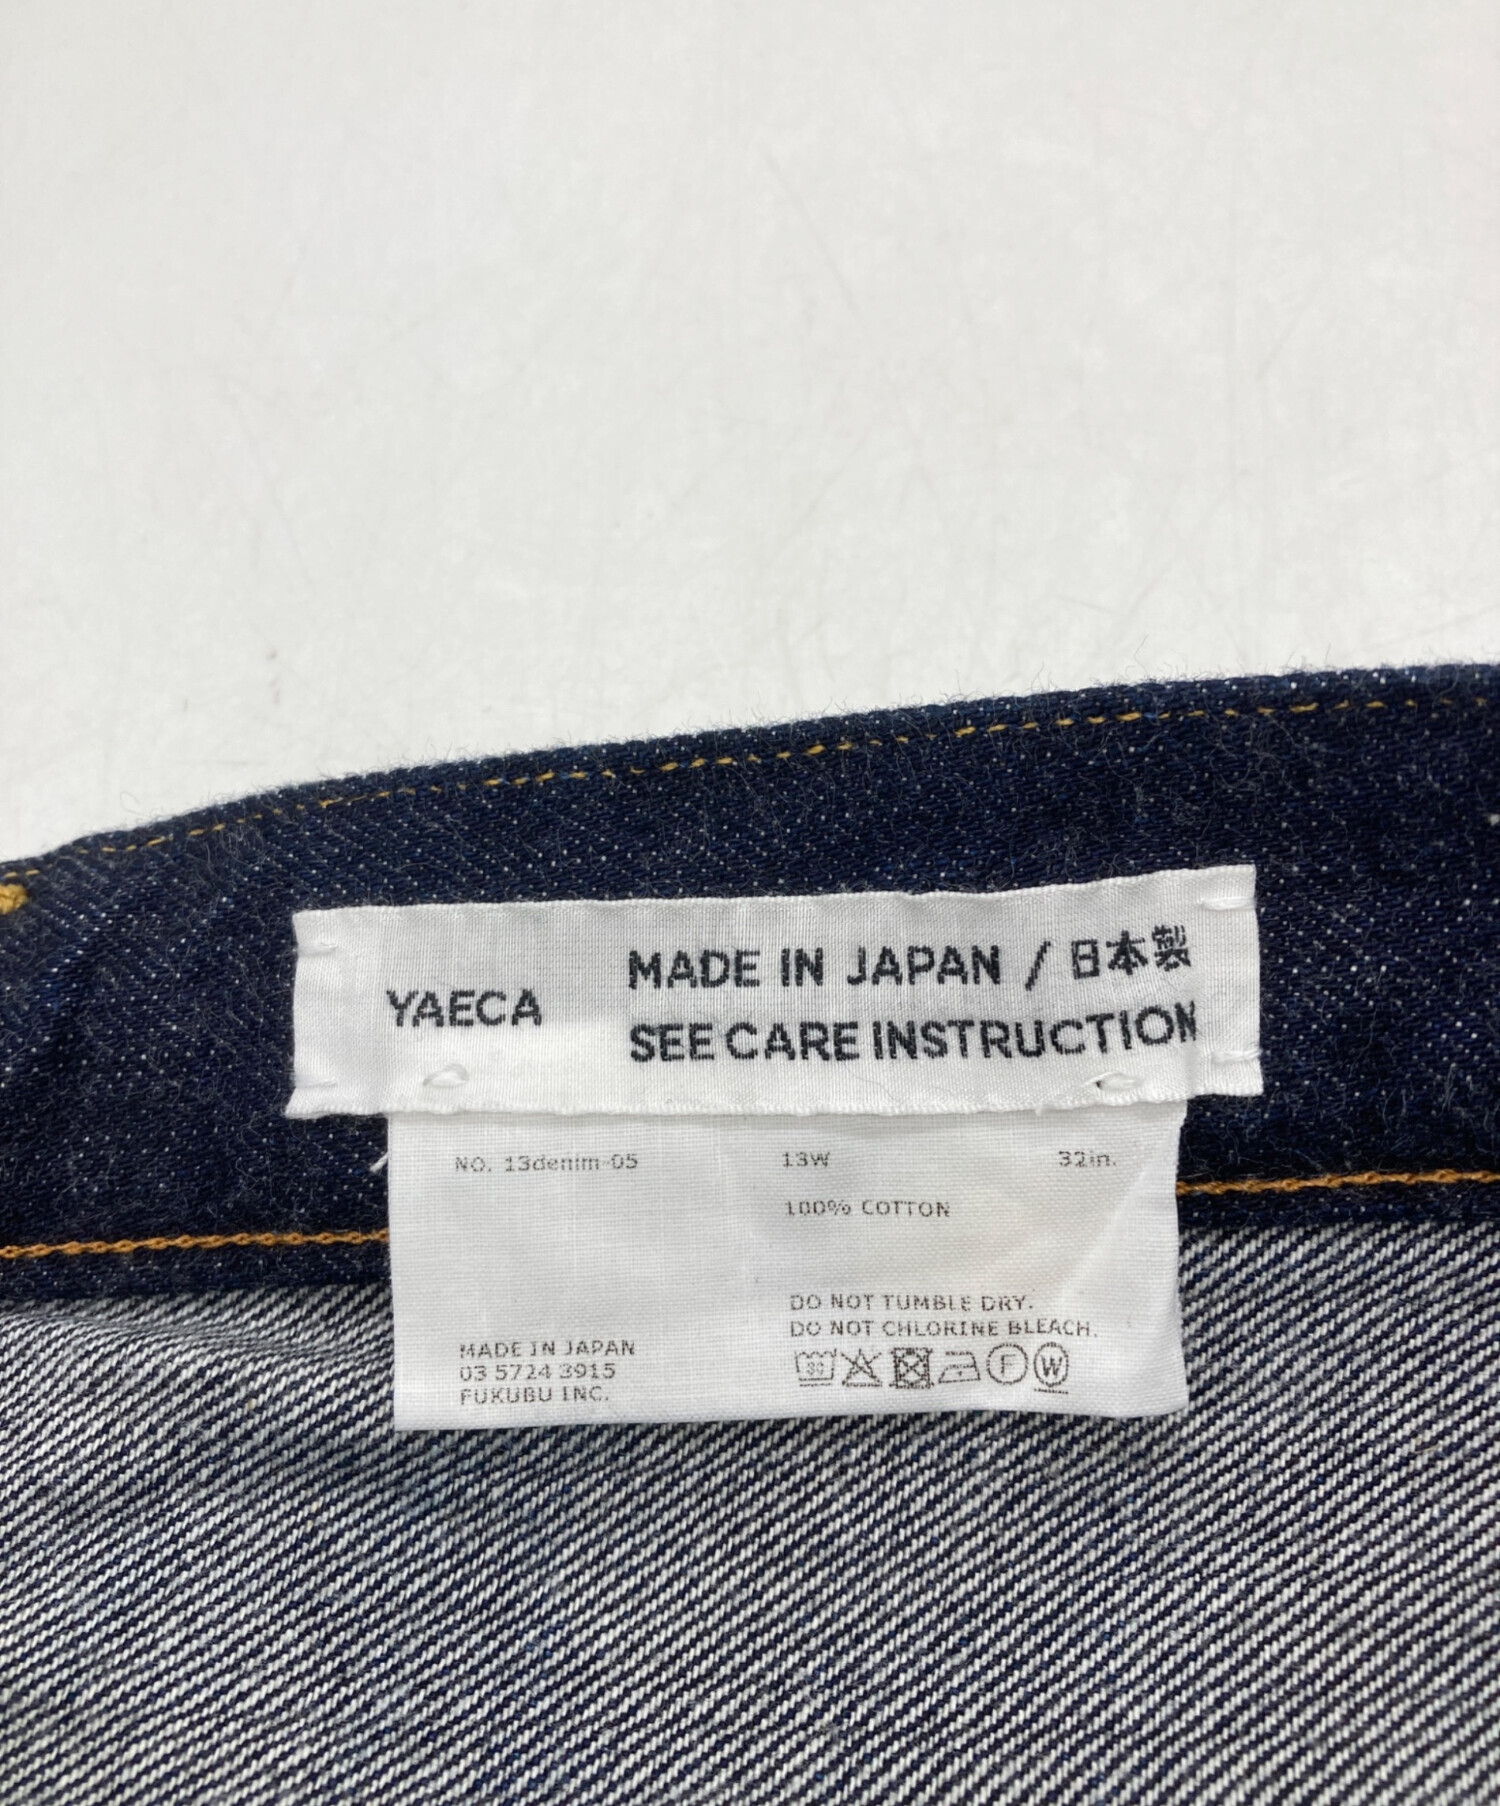 YAECA
MADE IN JAPAN / 日本製
SEE CARE INSTRUCTION
NO. 13denim-05 13W 32in.
100% COTTON
DO NOT TUMBLE DRY.
DO NOT CHLORINE BLEACH.
MADE IN JAPAN
03 5724 3915
FUKUBU INC.
30 F W